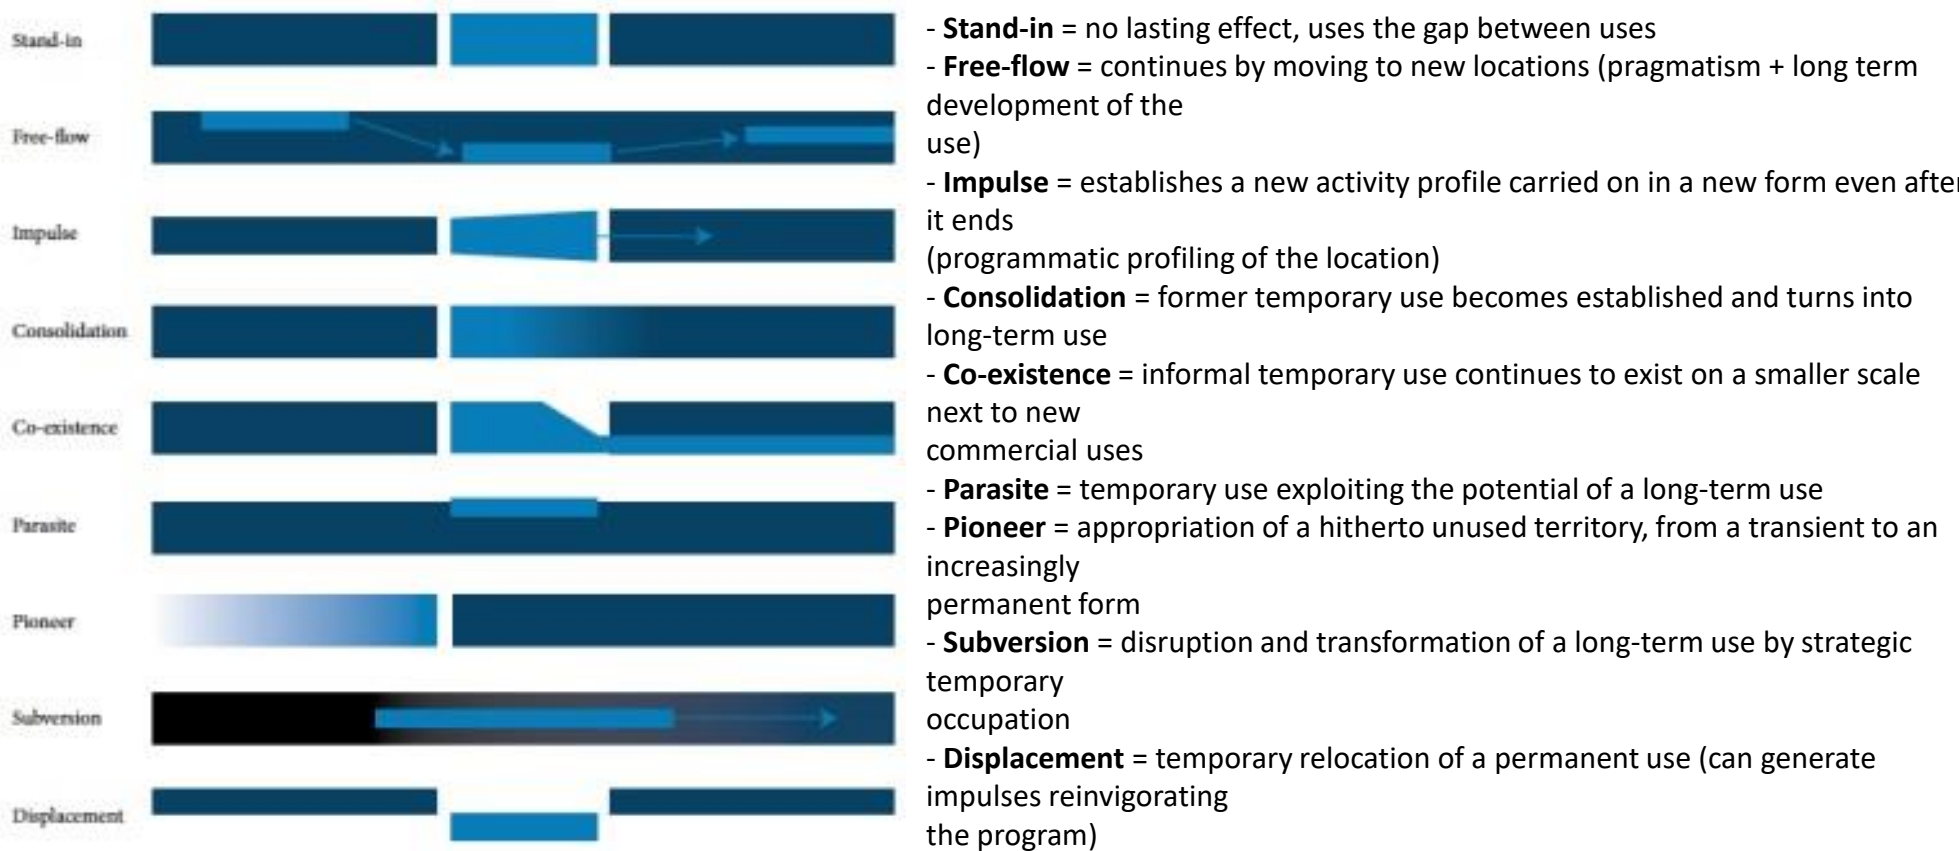 Stand-in
Free-flow
Impulse
Consolidation
Co-existence
Parasite
Pioneer
Subversion
Displacement
- Stand-in = no lasting effect, uses the gap between uses
- Free-flow = continues by moving to new locations (pragmatism + long term
development of the
use)
- Impulse = establishes a new activity profile carried on in a new form even after
it ends
(programmatic profiling of the location)
- Consolidation = former temporary use becomes established and turns into
long-term use
- Co-existence = informal temporary use continues to exist on a smaller scale
next to new
commercial uses
- Parasite = temporary use exploiting the potential of a long-term use
- Pioneer = appropriation of a hitherto unused territory, from a transient to an
increasingly
permanent form
- Subversion = disruption and transformation of a long-term use by strategic
temporary
occupation
- Displacement = temporary relocation of a permanent use (can generate
impulses reinvigorating
the program)